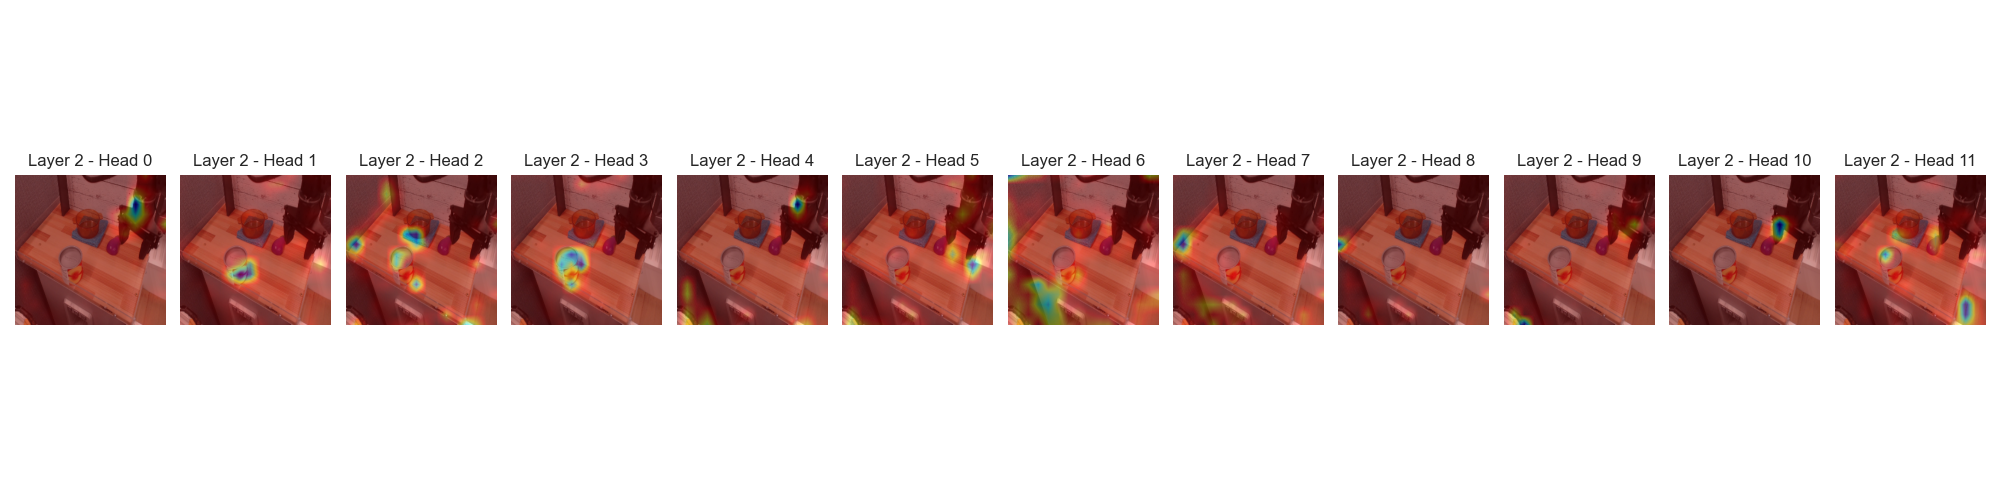 Layer 2 - Head 0
Layer 2 - Head 1
Layer 2 - Head 2
Layer 2 - Head 3
Layer 2 - Head 4
Layer 2 - Head 5
Layer 2 - Head 6
Layer 2 - Head 7
Layer 2 - Head 8
Layer 2 - Head 9
Layer 2 - Head 10
Layer 2 - Head 11